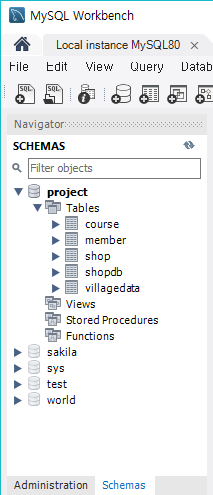 MySQL Workbench
Local instance MySQL80 ×
File Edit View Query Datab
SQL SQL
Navigator
SCHEMAS
Filter objects
project
Tables
course
member
shop
shopdb
villagedata
Views
Stored Procedures
Functions
sakila
sys
test
world
Administration Schemas